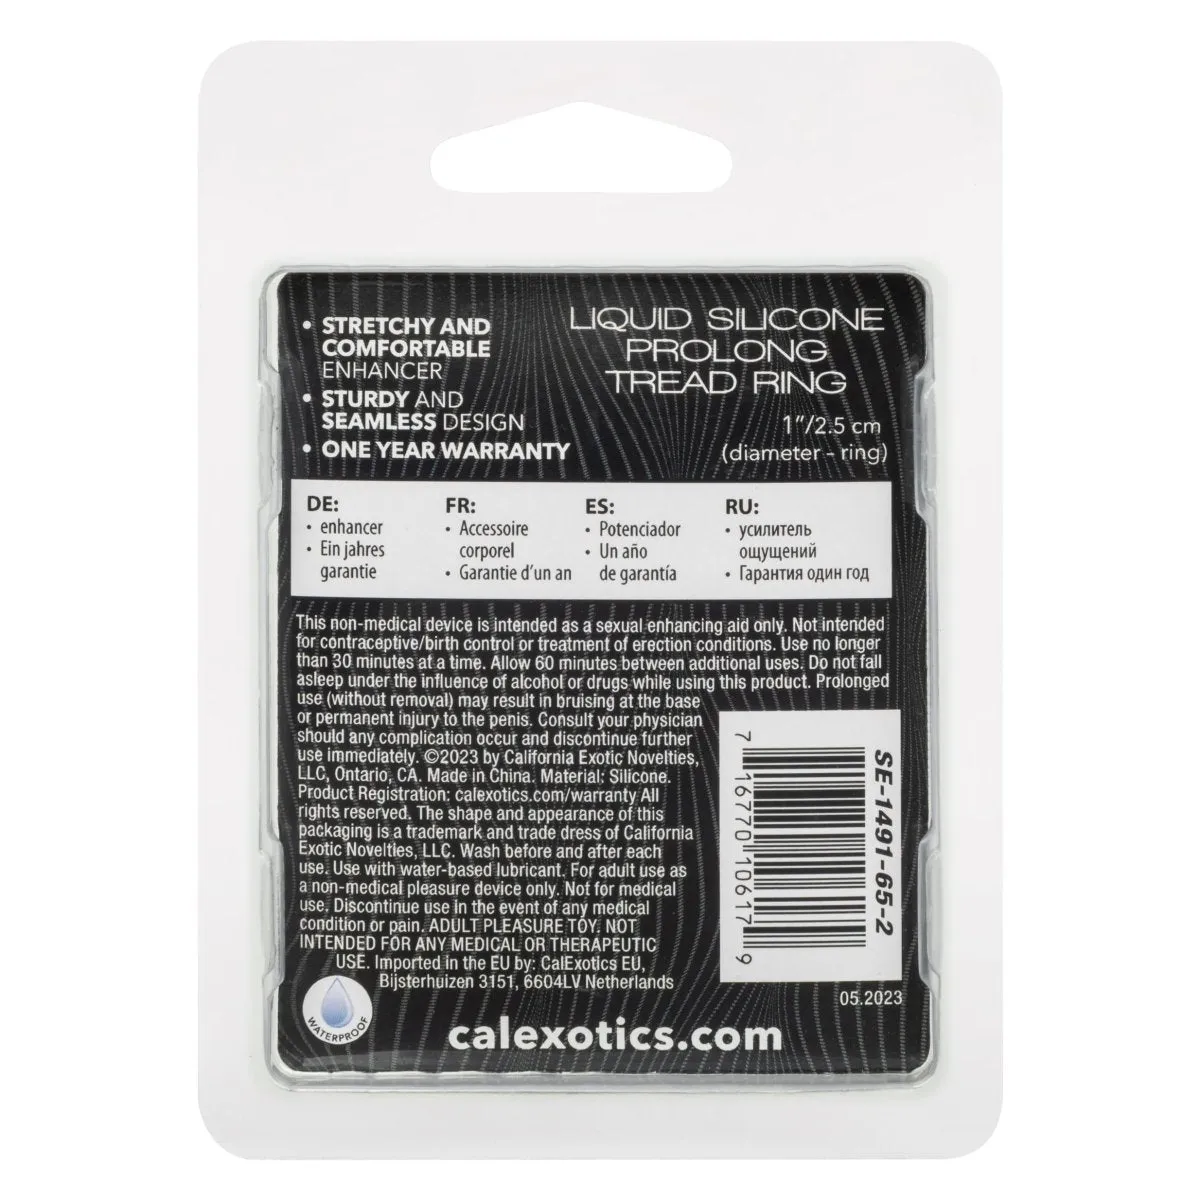 • STRETCHY AND
COMFORTABLE
ENHANCER
• STURDY AND
SEAMLESS DESIGN
• ONE YEAR WARRANTY
LIQUID SILICONE
PROLONG
TREAD RING
1"/2.5 cm
(diameter - ring)
DE:
• enhancer
• Ein jahres
garantie
FR:
• Accessoire
corporel
• Garantie d'un an
ES:
• Potenciador
• Un año
de garantía
RU:
• усилитель
ощущений
• Гарантия один год
This non-medical device is intended as a sexual enhancing aid only. Not intended
for contraceptive/birth control or treatment of erection conditions. Use no longer
than 30 minutes at a time. Allow 60 minutes between additional uses. Do not fall
asleep under the influence of alcohol or drugs while using this product. Prolonged
use (without removal) may result in bruising at the base
or permanent injury to the penis. Consult your physician
should any complication occur and discontinue further
use immediately. ©2023 by California Exotic Novelties,
LLC, Ontario, CA. Made in China. Material: Silicone.
Product Registration: calexotics.com/warranty All
rights reserved. The shape and appearance of this
packaging is a trademark and trade dress of California
Exotic Novelties, LLC. Wash before and after each
use. Use with water-based lubricant. For adult use as
a non-medical pleasure device only. Not for medical
use. Discontinue use in the event of any medical
condition or pain. ADULT PLEASURE TOY. NOT
INTENDED FOR ANY MEDICAL OR THERAPEUTIC
USE. Imported in the EU by: CalExotics EU,
Bijsterhuizen 3151, 6604LV Netherlands
7 16770 10617 9
SE-1491-65-2
05.2023
WATERPROOF
calexotics.com